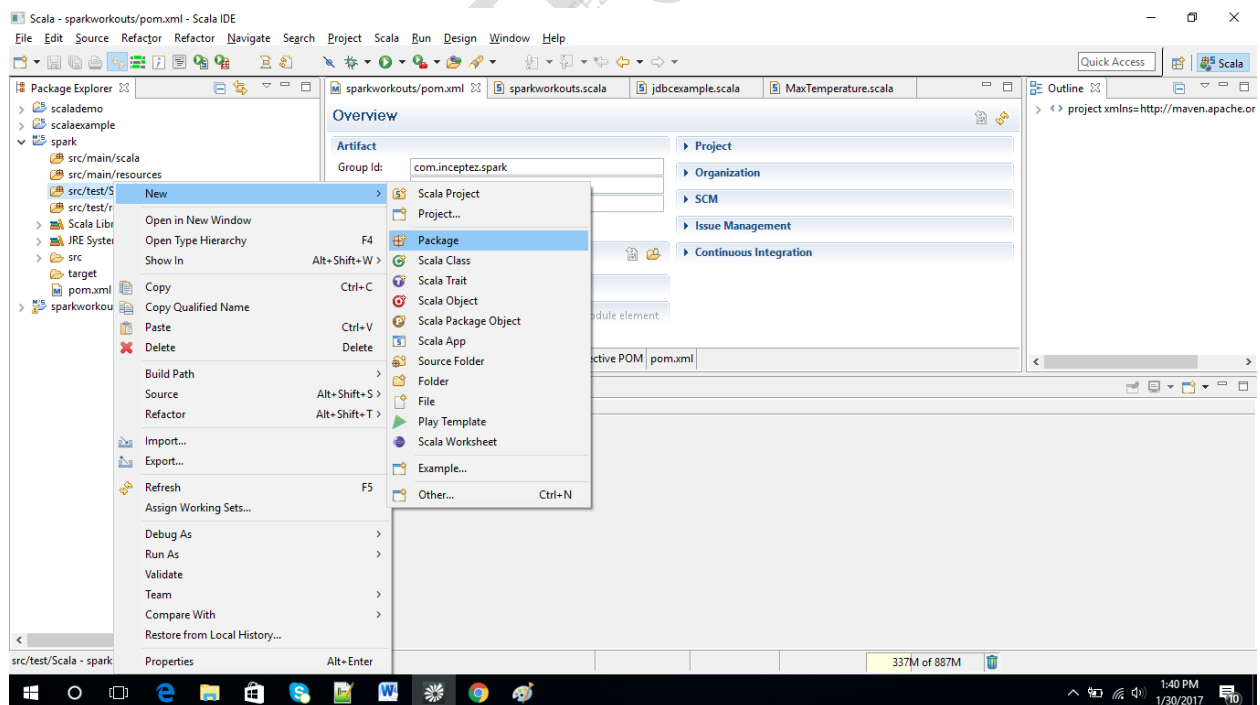 Scala - sparkworkouts/pom.xml - Scala IDE
File Edit Source Refactor Refactor Navigate Search Project Scala Run Design Window Help
Quick Access
Scala
Package Explorer
scalademo
scalaexample
spark
src/main/scala
src/main/resources
src/test/S
src/test/r
Scala Libr
JRE System
src
target
pom.xml
sparkworkou
sparkworkouts/pom.xml
sparkworkouts.scala
jdbcexample.scala
MaxTemperature.scala
Overview
Artifact
Group Id: com.inceptez.spark
Project
Organization
SCM
Issue Management
Continuous Integration
element
ective POM pom.xml
Outline
project xmlns=http://maven.apache.or
New
Open in New Window
Open Type Hierarchy F4
Show In Alt+Shift+W >
Copy Ctrl+C
Copy Qualified Name
Paste Ctrl+V
Delete Delete
Build Path
Source Alt+Shift+S >
Refactor Alt+Shift+T >
Import...
Export...
Refresh F5
Assign Working Sets...
Debug As
Run As
Validate
Team
Compare With
Restore from Local History...
Properties Alt+Enter
Scala Project
Project...
Package
Scala Class
Scala Trait
Scala Object
Scala Package Object
Scala App
Source Folder
Folder
File
Play Template
Scala Worksheet
Example...
Other... Ctrl+N
src/test/Scala - spark
337M of 887M
1:40 PM
1/30/2017